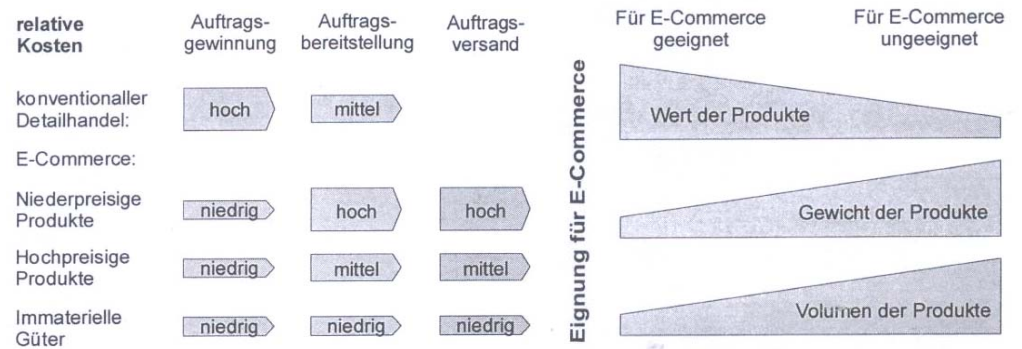 relative
Kosten
Auftrags-
gewinnung
Auftrags-
bereitstellung
Auftrags-
versand
konventionaller
Detailhandel:
hoch
mittel
E-Commerce:
Niederpreisige
Produkte
niedrig
hoch
hoch
Hochpreisige
Produkte
niedrig
mittel
mittel
Immaterielle
Güter
niedrig
niedrig
niedrig
Eignung für E-Commerce
Für E-Commerce
geeignet
Für E-Commerce
ungeeignet
Wert der Produkte
Gewicht der Produkte
Volumen der Produkte